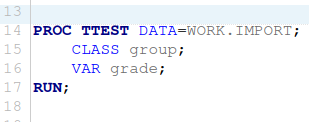 13
14 PROC TTEST DATA=WORK.IMPORT;
15 CLASS group;
16 VAR grade;
17 RUN;
18